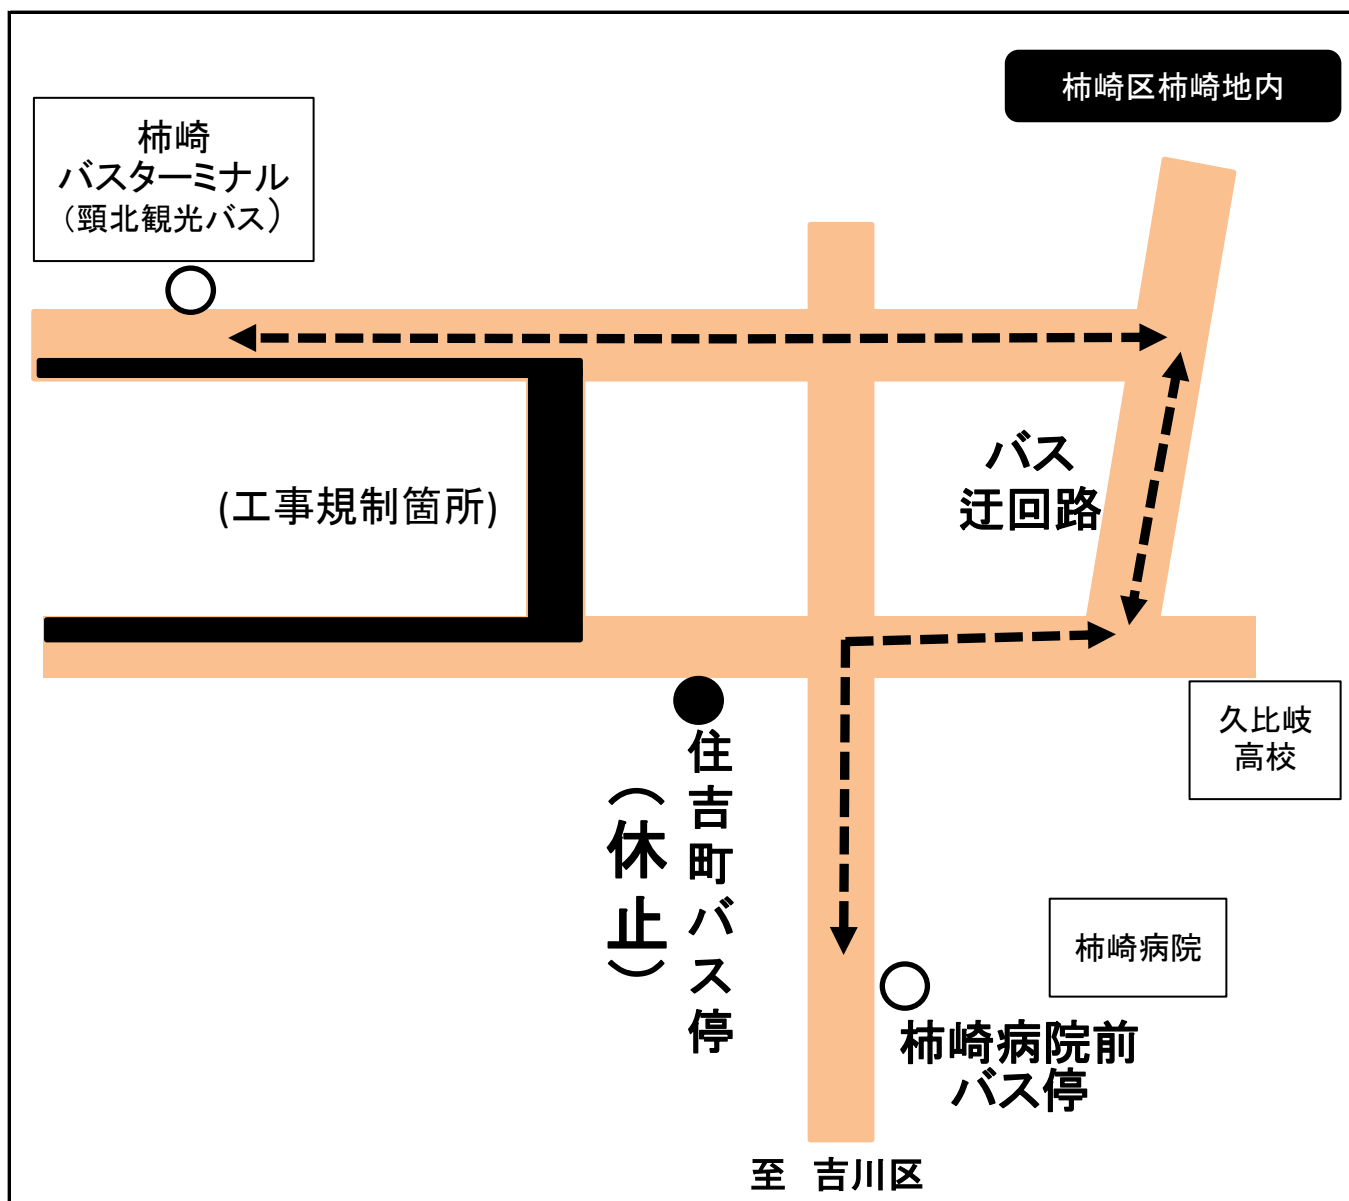 柿崎区柿崎地内
柿崎
バスターミナル
（頸北観光バス）
バス
迂回路
(工事規制箇所)
久比岐
高校
住吉町バス停
（休止）
柿崎病院
柿崎病院前
バス停
至　吉川区